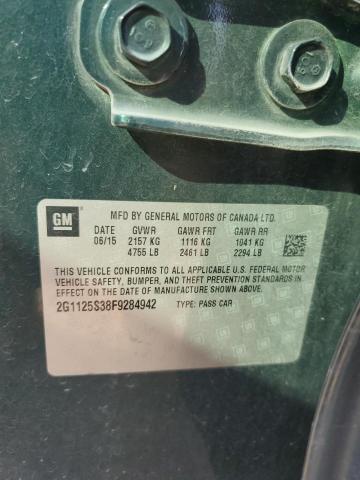 GM
MFD BY GENERAL MOTORS OF CANADA LTD.
DATE GVWR GAWR FRT GAWR RR
06/15 2157 KG 1116 KG 1041 KG
4755 LB 2461 LB 2294 LB
THIS VEHICLE CONFORMS TO ALL APPLICABLE U.S. FEDERAL MOTOR
VEHICLE SAFETY, BUMPER, AND THEFT PREVENTION STANDARDS
IN EFFECT ON THE DATE OF MANUFACTURE SHOWN ABOVE.
2G1125S38F9284942 TYPE: PASS CAR